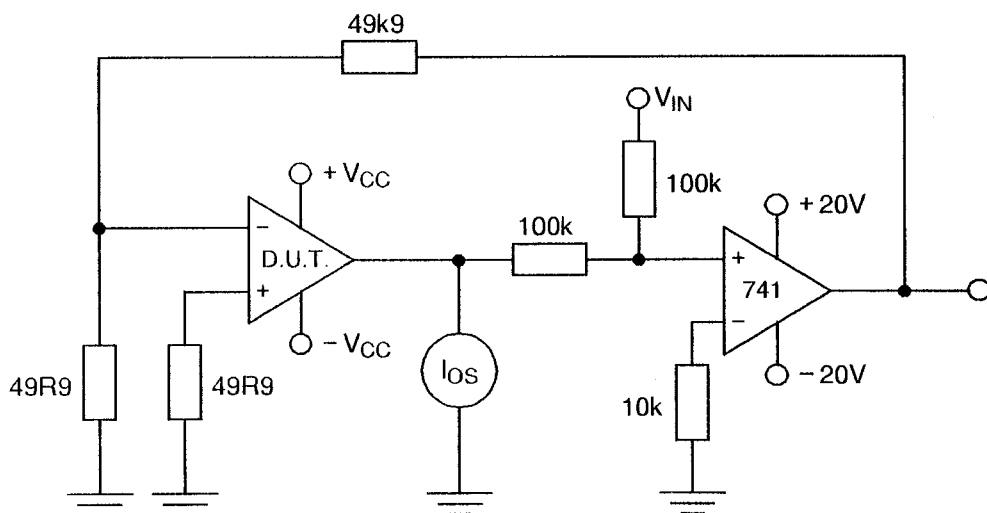 49k9
VIN
+ VCC
100k
100k
+ 20V
−
D.U.T.
+
+
741
−
− VCC
IOS
− 20V
49R9
49R9
10k